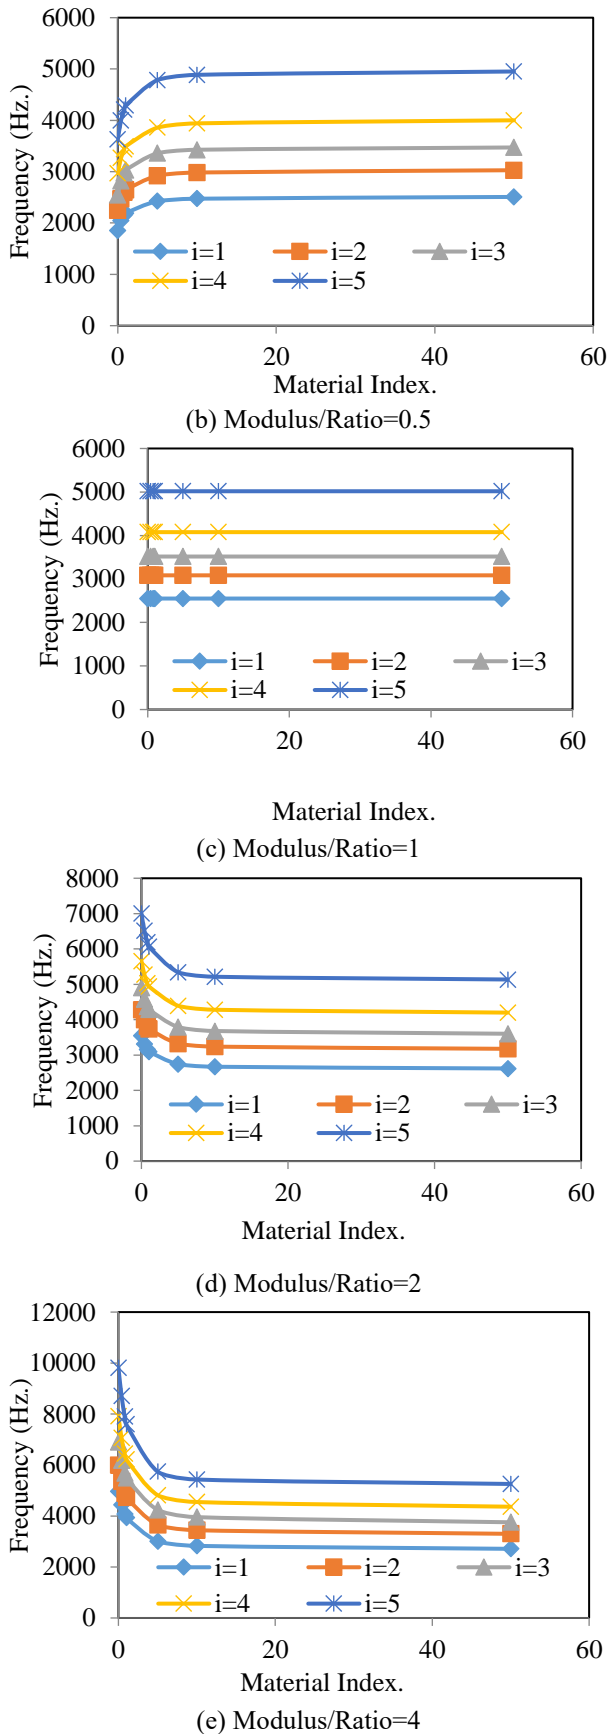 6000
5000
4000
3000
2000
1000
0
Frequency (Hz.)
i=1 i=2 i=3
i=4 i=5
0 20 40 60
Material Index.
(b) Modulus/Ratio=0.5
6000
5000
4000
3000
2000
1000
0
Frequency (Hz.)
i=1 i=2 i=3
i=4 i=5
0 20 40 60
Material Index.
(c) Modulus/Ratio=1
8000
7000
6000
5000
4000
3000
2000
1000
0
Frequency (Hz.)
i=1 i=2 i=3
i=4 i=5
0 20 40 60
Material Index.
(d) Modulus/Ratio=2
12000
10000
8000
6000
4000
2000
0
Frequency (Hz.)
i=1 i=2 i=3
i=4 i=5
0 20 40 60
Material Index.
(e) Modulus/Ratio=4